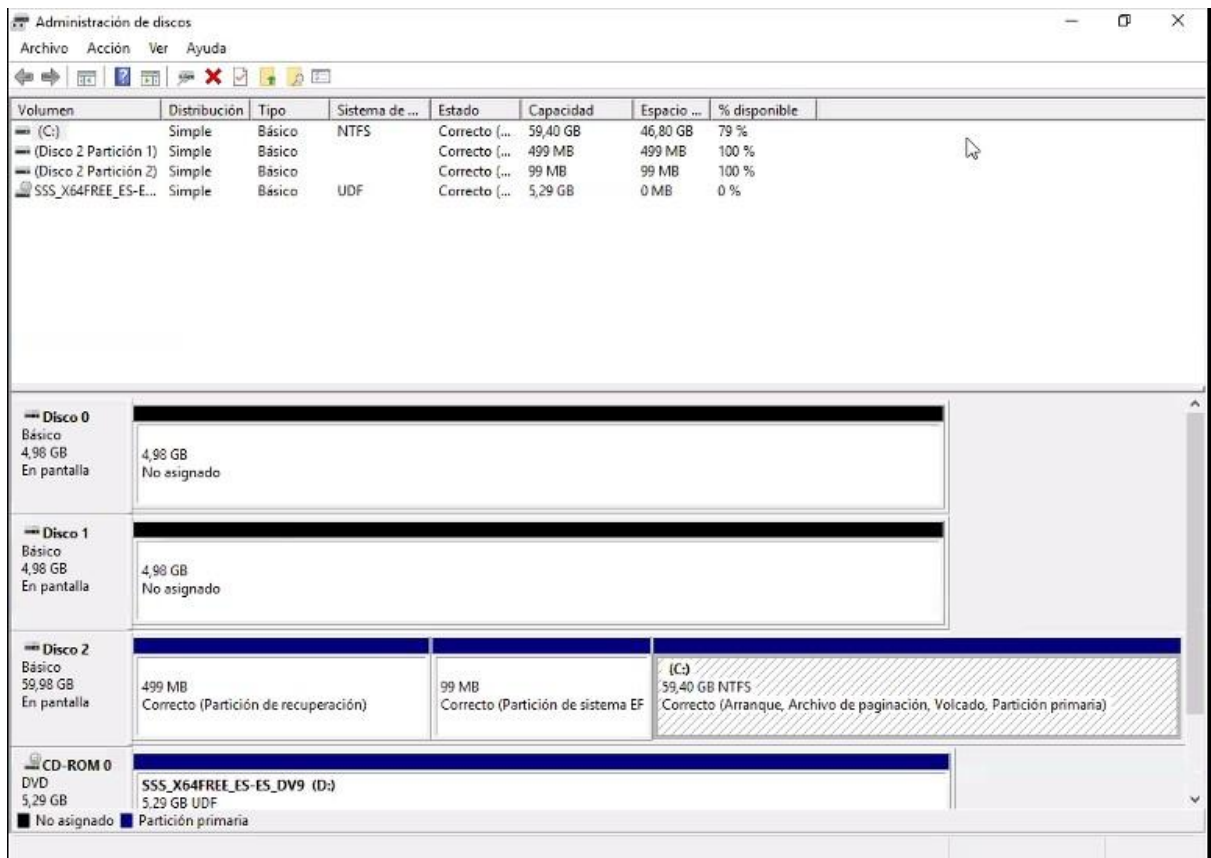 Administración de discos
Archivo Acción Ver Ayuda
Volumen Distribución Tipo Sistema de ... Estado Capacidad Espacio ... % disponible
(C:) Simple Básico NTFS Correcto (... 59,40 GB 46,80 GB 79 %
(Disco 2 Partición 1) Simple Básico Correcto (... 499 MB 499 MB 100 %
(Disco 2 Partición 2) Simple Básico Correcto (... 99 MB 99 MB 100 %
SSS_X64FREE_ES-E... Simple Básico UDF Correcto (... 5,29 GB 0 MB 0 %
Disco 0
Básico
4,98 GB
En pantalla
4,98 GB
No asignado
Disco 1
Básico
4,98 GB
En pantalla
4,98 GB
No asignado
Disco 2
Básico
59,98 GB
En pantalla
499 MB
Correcto (Partición de recuperación)
99 MB
Correcto (Partición de sistema EF
(C:)
59,40 GB NTFS
Correcto (Arranque, Archivo de paginación, Volcado, Partición primaria)
CD-ROM 0
DVD
5,29 GB
SSS_X64FREE_ES-ES_DV9 (D:)
5,29 GB UDF
No asignado Partición primaria